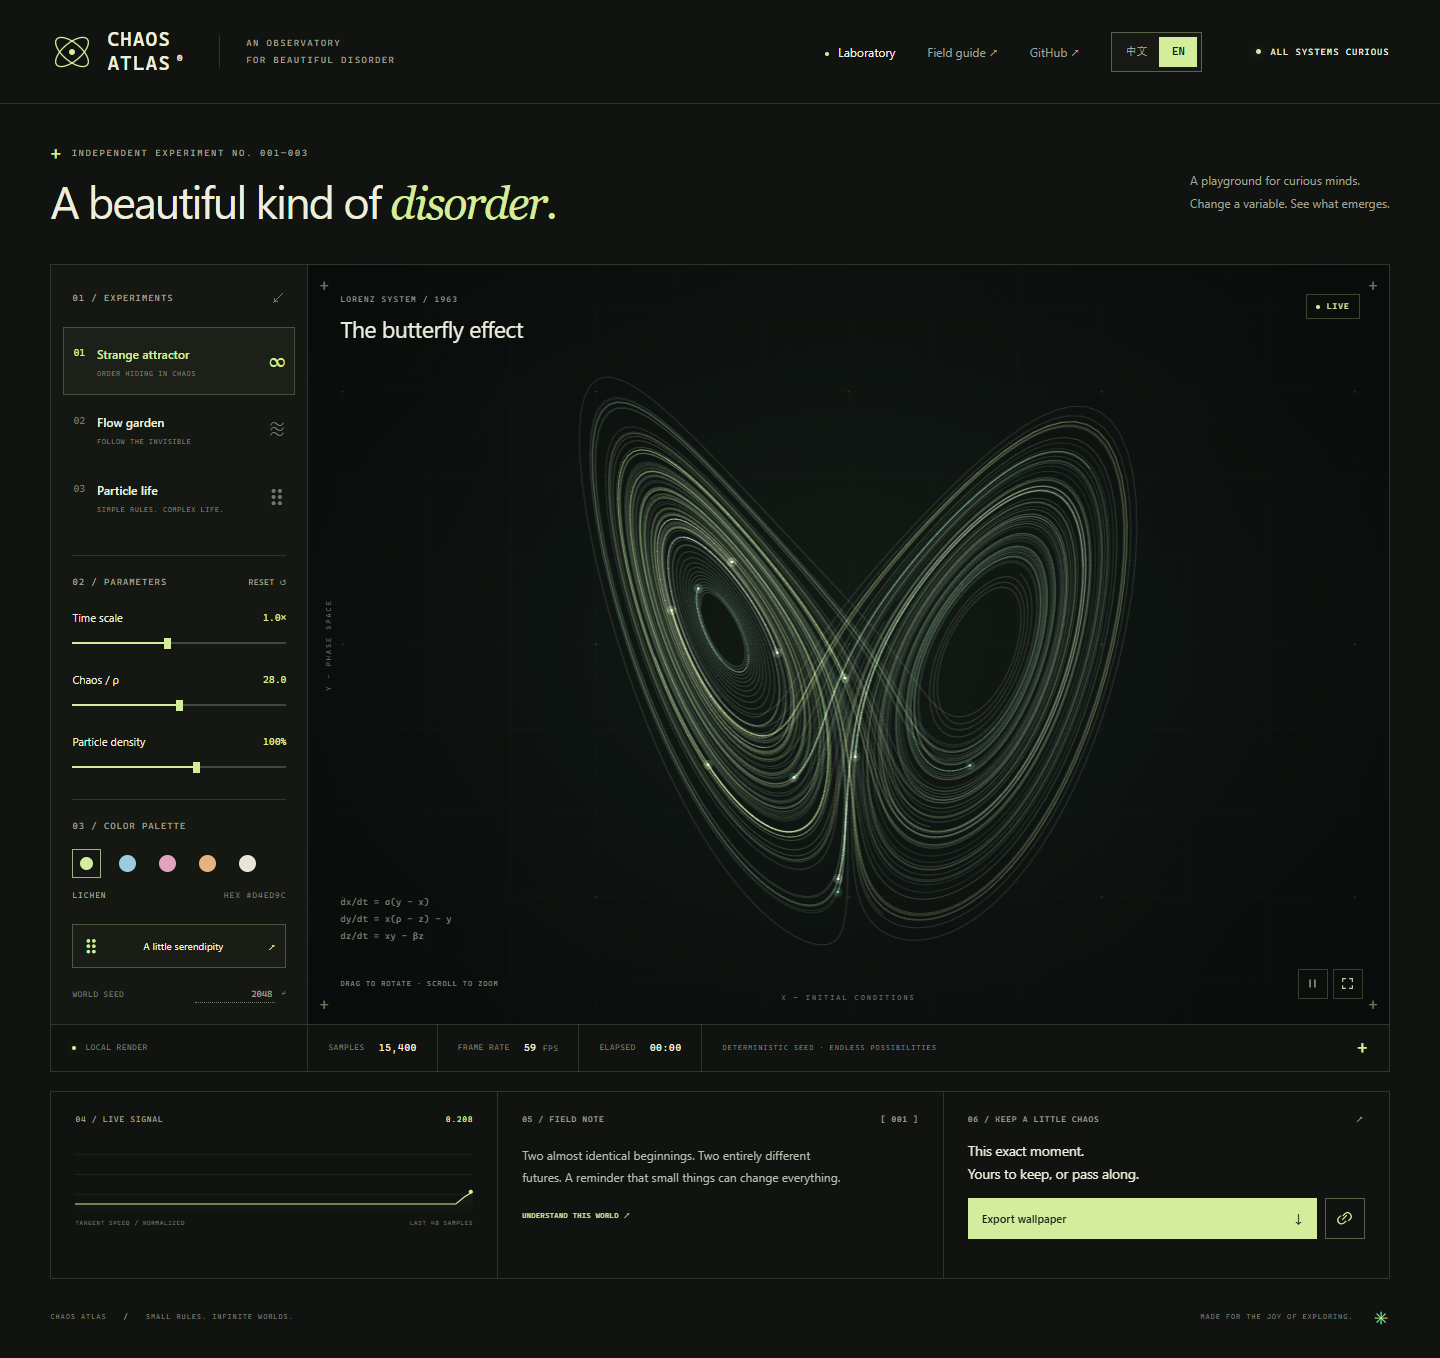 CHAOS
ATLAS ®
AN OBSERVATORY
FOR BEAUTIFUL DISORDER
Laboratory
Field guide ↗
GitHub ↗
中文
EN
ALL SYSTEMS CURIOUS
+ INDEPENDENT EXPERIMENT NO. 001—003
A beautiful kind of disorder.
A playground for curious minds.
Change a variable. See what emerges.
01 / EXPERIMENTS ↙
01 Strange attractor ∞
ORDER HIDING IN CHAOS
02 Flow garden
FOLLOW THE INVISIBLE
03 Particle life
SIMPLE RULES. COMPLEX LIFE.
02 / PARAMETERS
RESET ↺
Time scale 1.0×
Chaos / ρ 28.0
Particle density 100%
03 / COLOR PALETTE
LICHEN
HEX #D4ED9C
A little serendipity ↗
WORLD SEED 2048 ↵
LORENZ SYSTEM / 1963
The butterfly effect
LIVE
Y — PHASE SPACE
dx/dt = σ(y − x)
dy/dt = x(ρ − z) − y
dz/dt = xy − βz
DRAG TO ROTATE · SCROLL TO ZOOM
X — INITIAL CONDITIONS
LOCAL RENDER
SAMPLES 15,400
FRAME RATE 59 FPS
ELAPSED 00:00
DETERMINISTIC SEED · ENDLESS POSSIBILITIES
+
04 / LIVE SIGNAL 0.208
TANGENT SPEED / NORMALIZED
LAST 48 SAMPLES
05 / FIELD NOTE [ 001 ]
Two almost identical beginnings. Two entirely different
futures. A reminder that small things can change everything.
UNDERSTAND THIS WORLD ↗
06 / KEEP A LITTLE CHAOS ↗
This exact moment.
Yours to keep, or pass along.
Export wallpaper ↓
CHAOS ATLAS / SMALL RULES. INFINITE WORLDS.
MADE FOR THE JOY OF EXPLORING.